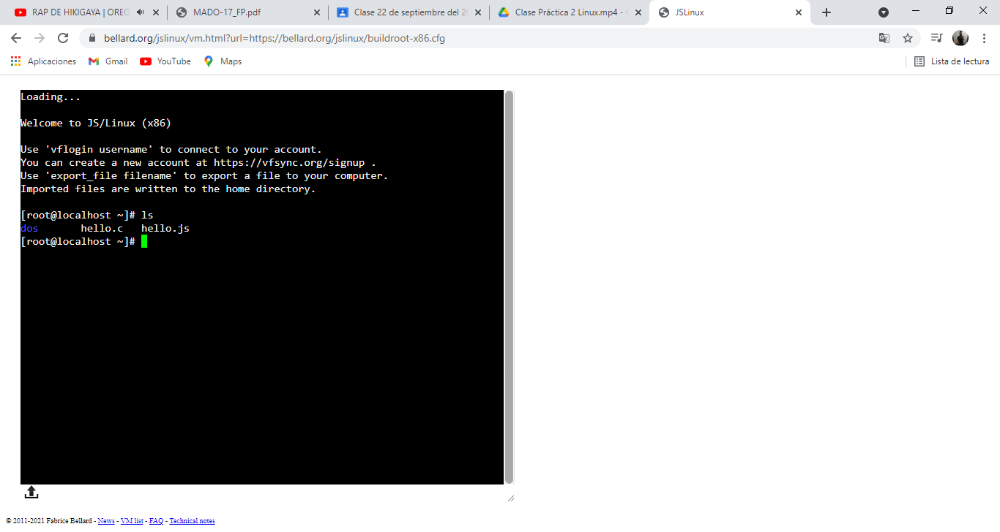 RAP DE HIKIGAYA | OREG
MADO-17_FP.pdf
Clase 22 de septiembre del 20
Clase Práctica 2 Linux.mp4 -
JSLinux
bellard.org/jslinux/vm.html?url=https://bellard.org/jslinux/buildroot-x86.cfg
Aplicaciones
Gmail
YouTube
Maps
Lista de lectura
Loading...
Welcome to JS/Linux (x86)
Use 'vflogin username' to connect to your account.
You can create a new account at https://vfsync.org/signup .
Use 'export_file filename' to export a file to your computer.
Imported files are written to the home directory.
[root@localhost ~]# ls
dos hello.c hello.js
[root@localhost ~]#
© 2011-2021 Fabrice Bellard - News - VM list - FAQ - Technical notes